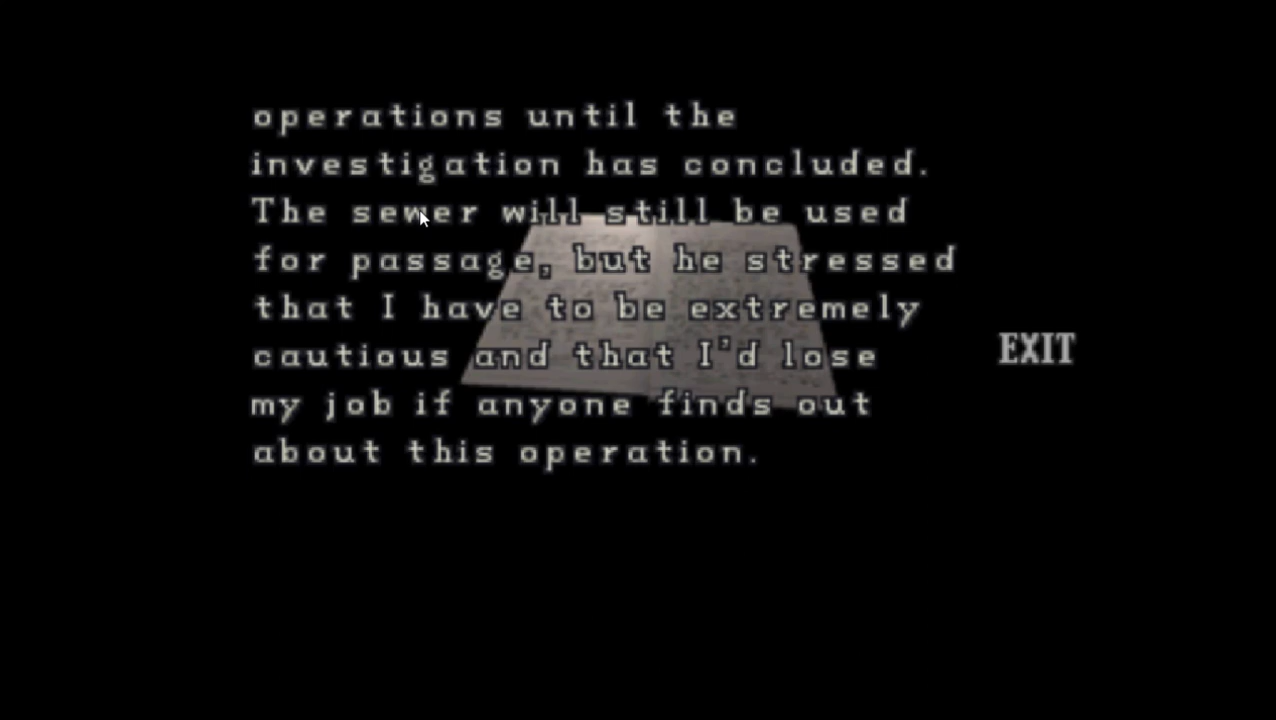 operations until the
investigation has concluded.
The sewer will still be used
for passage, but he stressed
that I have to be extremely
cautious and that I'd lose
my job if anyone finds out
about this operation.
EXIT